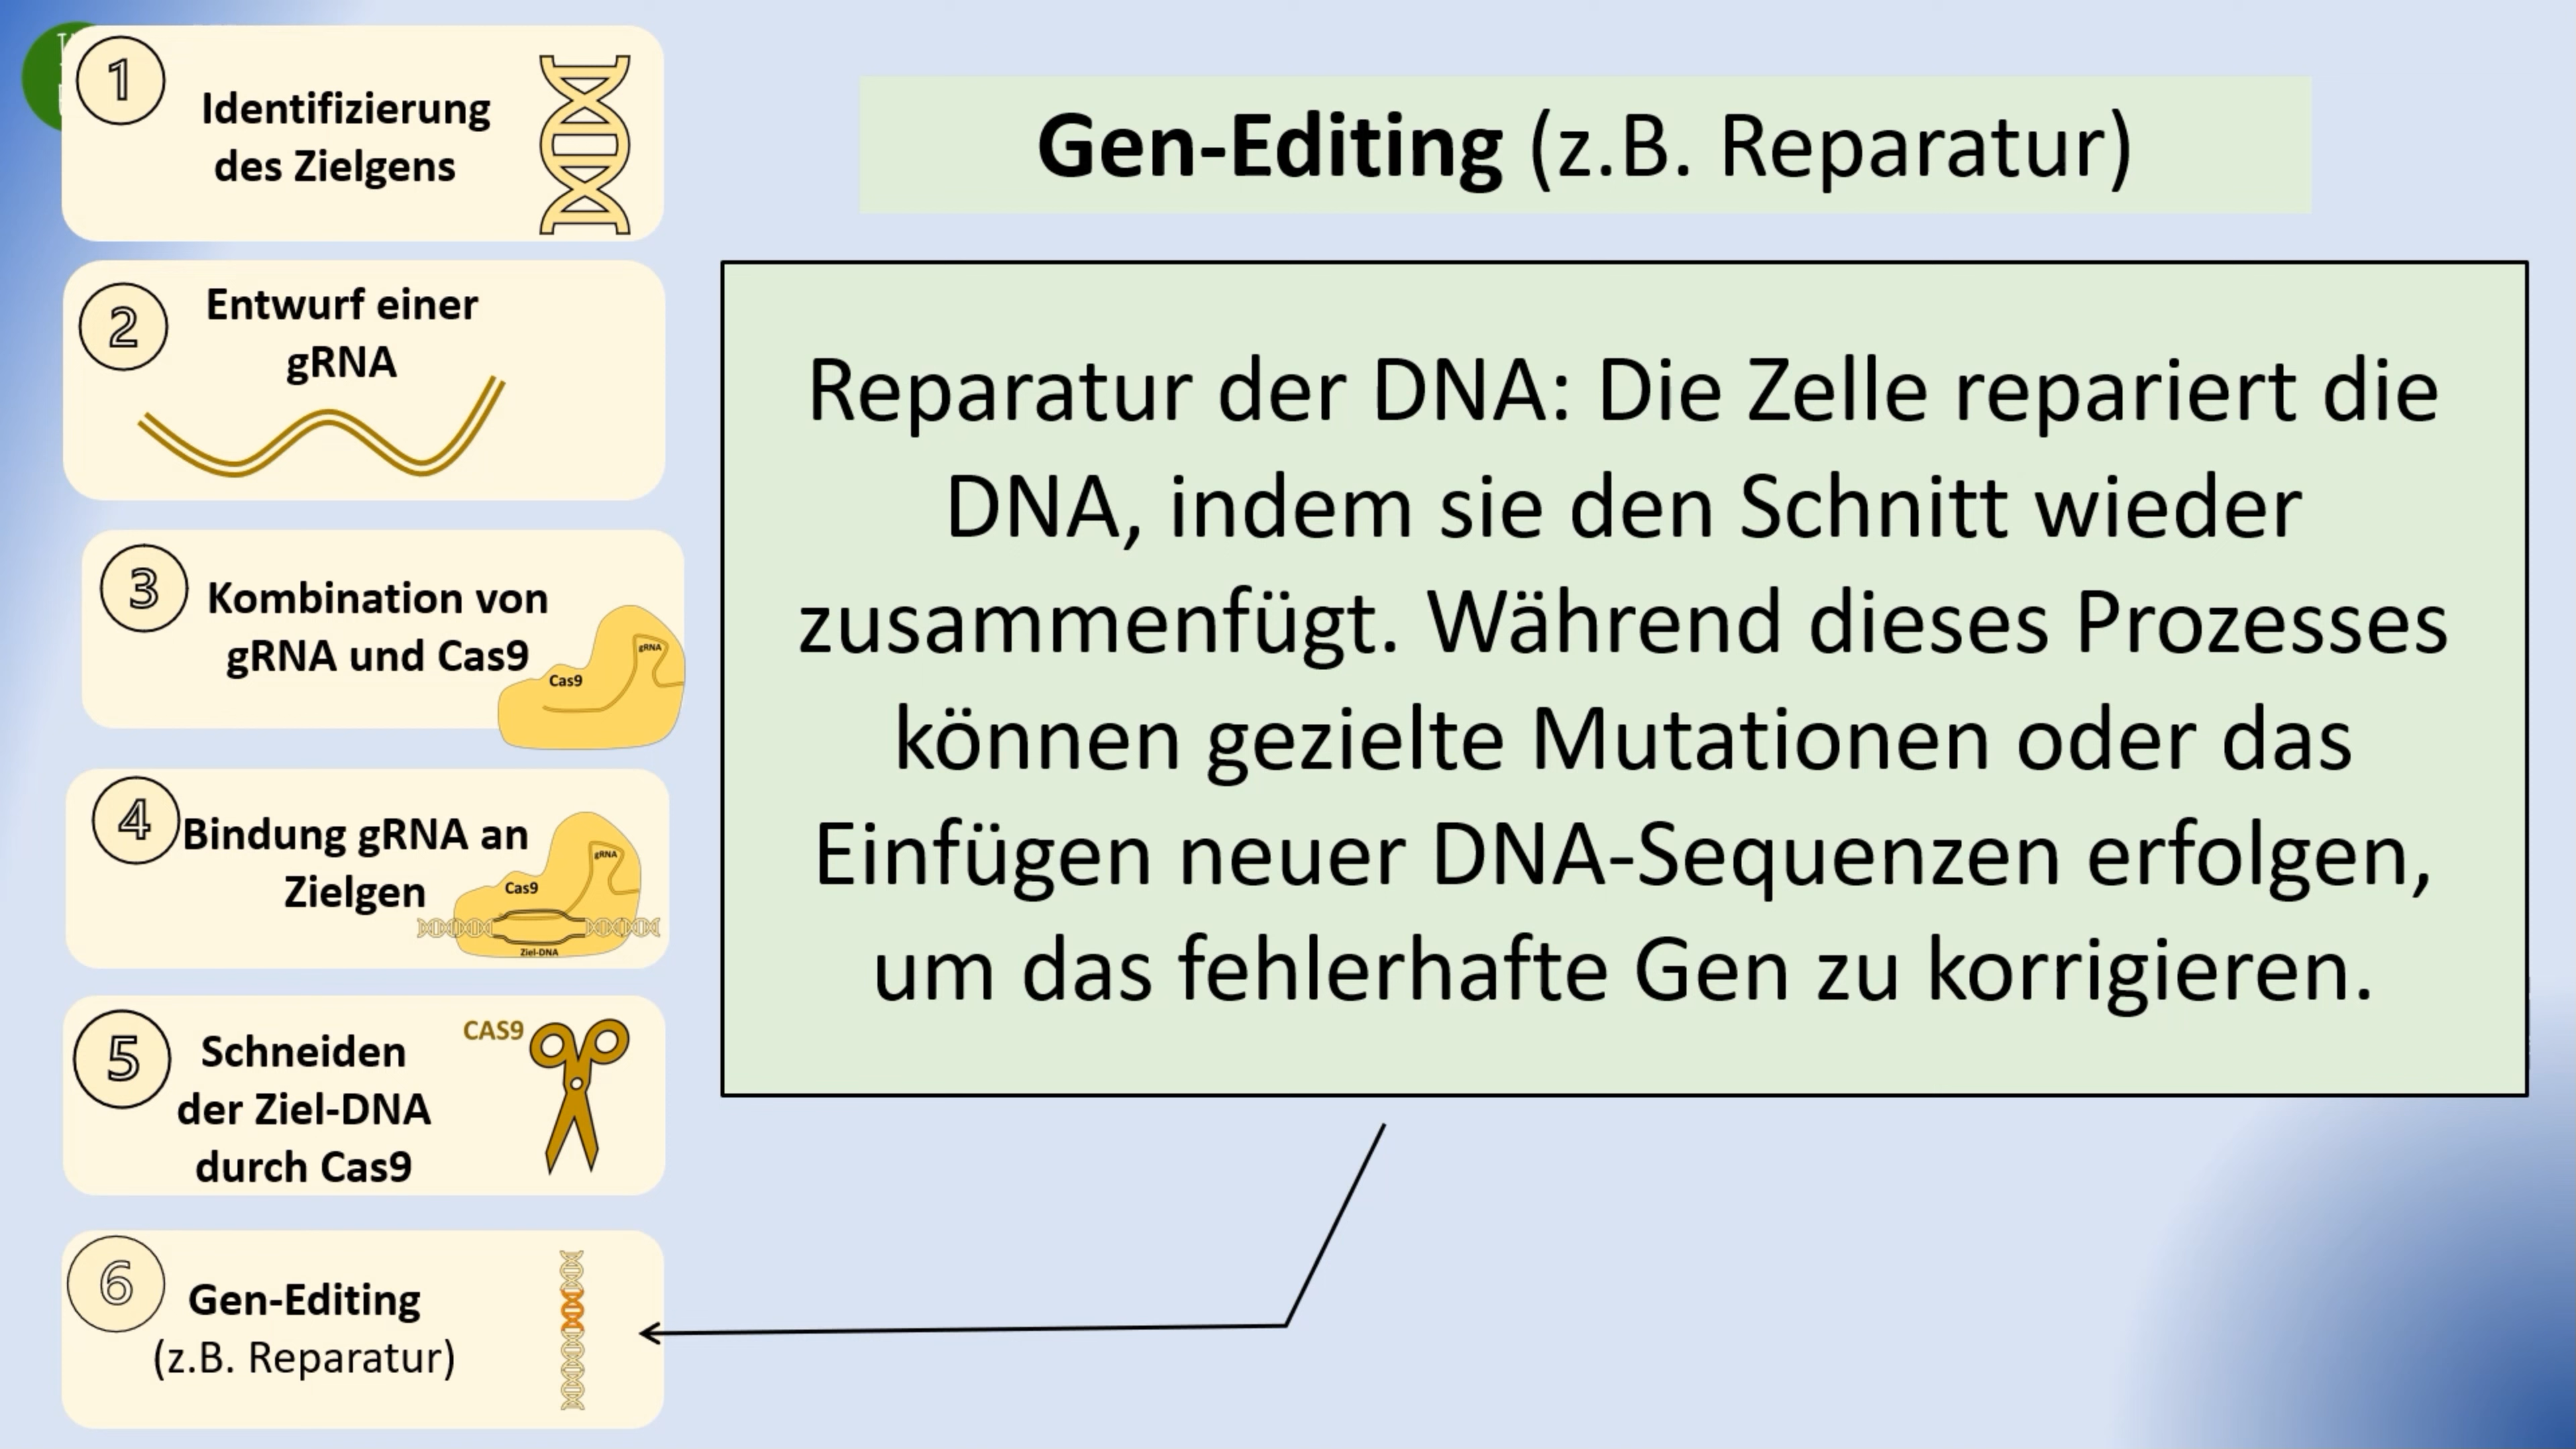 1
Identifizierung
des Zielgens
2
Entwurf einer
gRNA
3
Kombination von
gRNA und Cas9
gRNA
Cas9
4
Bindung gRNA an
Zielgen
gRNA
Cas9
Ziel-DNA
5
CAS9
Schneiden
der Ziel-DNA
durch Cas9
6
Gen-Editing
(z.B. Reparatur)
Gen-Editing (z.B. Reparatur)
Reparatur der DNA: Die Zelle repariert die
DNA, indem sie den Schnitt wieder
zusammenfügt. Während dieses Prozesses
können gezielte Mutationen oder das
Einfügen neuer DNA-Sequenzen erfolgen,
um das fehlerhafte Gen zu korrigieren.